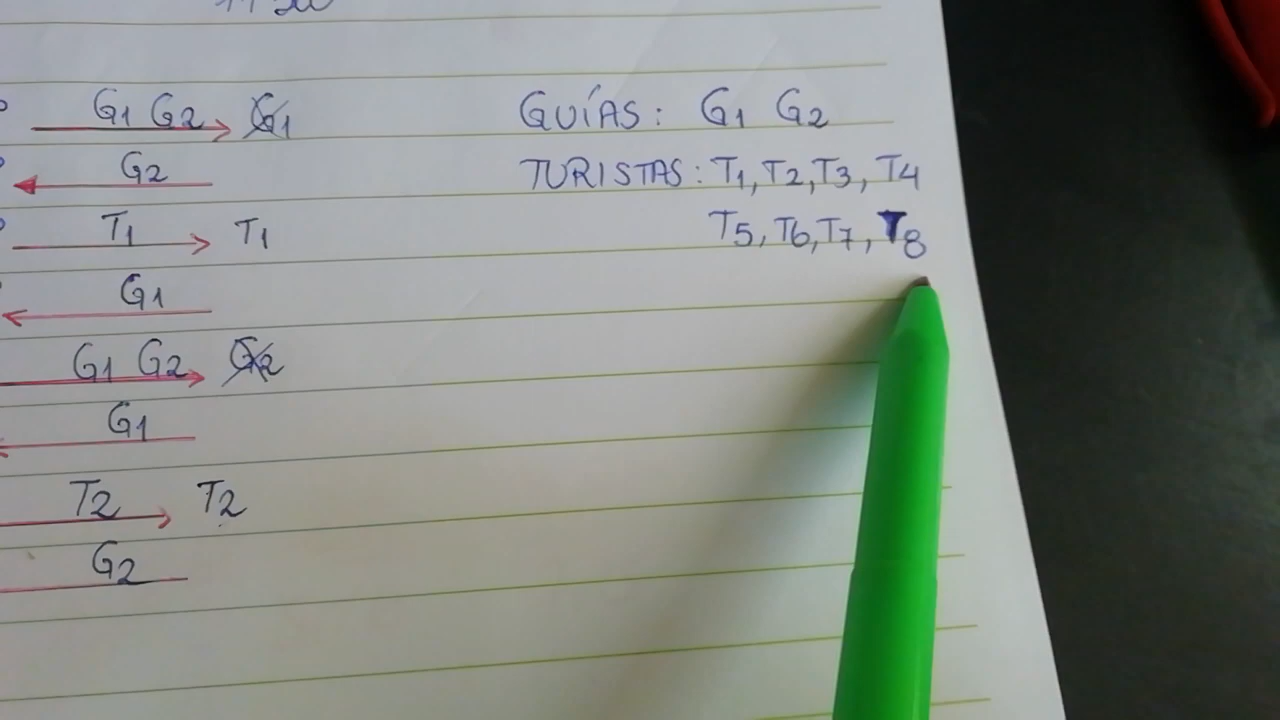 G1 G2 G1
G2
T1 T1
G1
G1 G2 G2
G1
T2 T2
G2
GUÍAS: G1 G2
TURISTAS: T1, T2, T3, T4
T5, T6, T7, T8